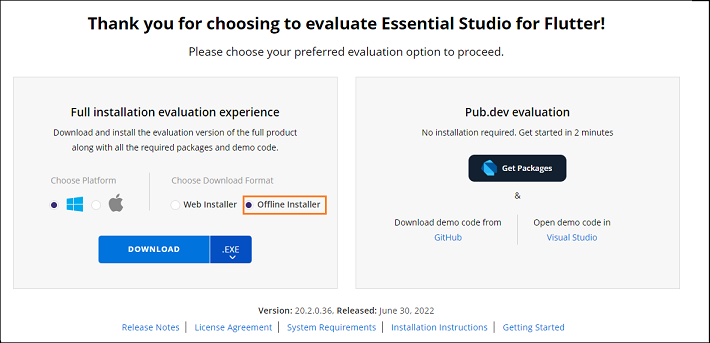 Thank you for choosing to evaluate Essential Studio for Flutter!
Please choose your preferred evaluation option to proceed.
Full installation evaluation experience
Download and install the evaluation version of the full product
along with all the required packages and demo code.
Choose Platform
Choose Download Format
Web Installer
Offline Installer
DOWNLOAD
.EXE
Pub.dev evaluation
No installation required. Get started in 2 minutes
Get Packages
&
Download demo code from
GitHub
Open demo code in
Visual Studio
Version: 20.2.0.36. Released: June 30, 2022
Release Notes | License Agreement | System Requirements | Installation Instructions | Getting Started